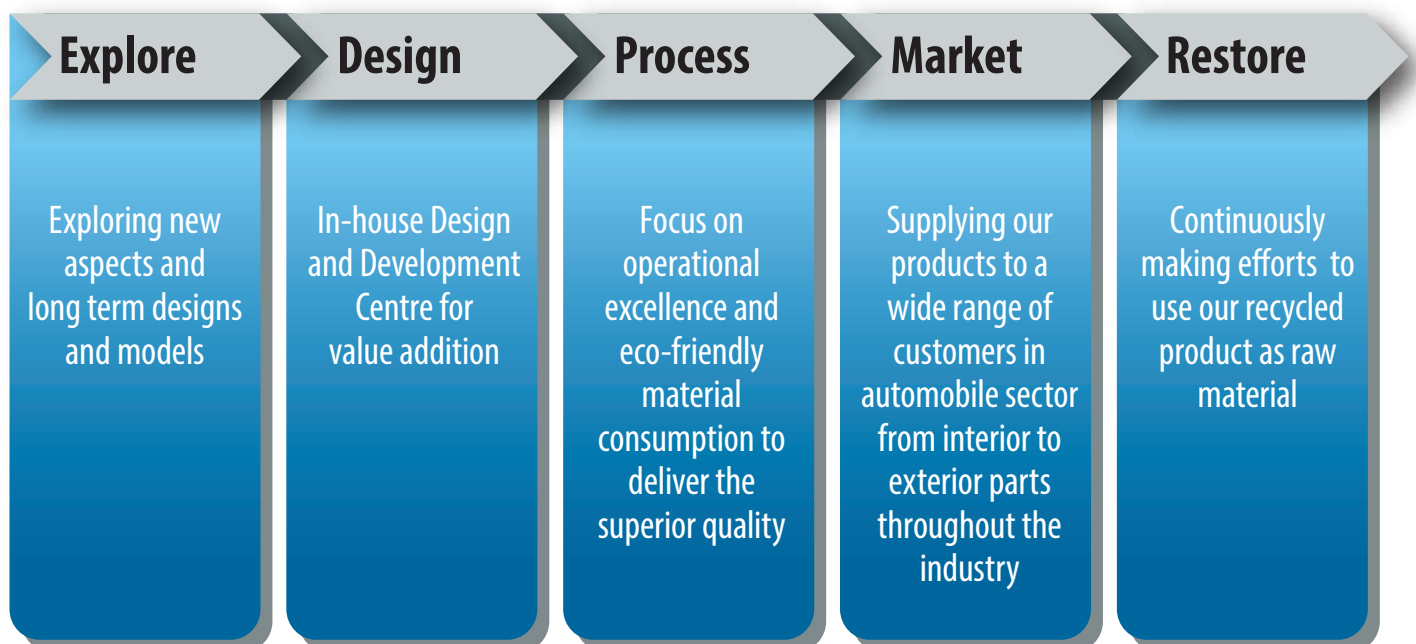 Explore
Exploring new
aspects and
long term designs
and models
Design
In-house Design
and Development
Centre for
value addition
Process
Focus on
operational
excellence and
eco-friendly
material
consumption to
deliver the
superior quality
Market
Supplying our
products to a
wide range of
customers in
automobile sector
from interior to
exterior parts
throughout the
industry
Restore
Continuously
making efforts  to
use our recycled
product as raw
material